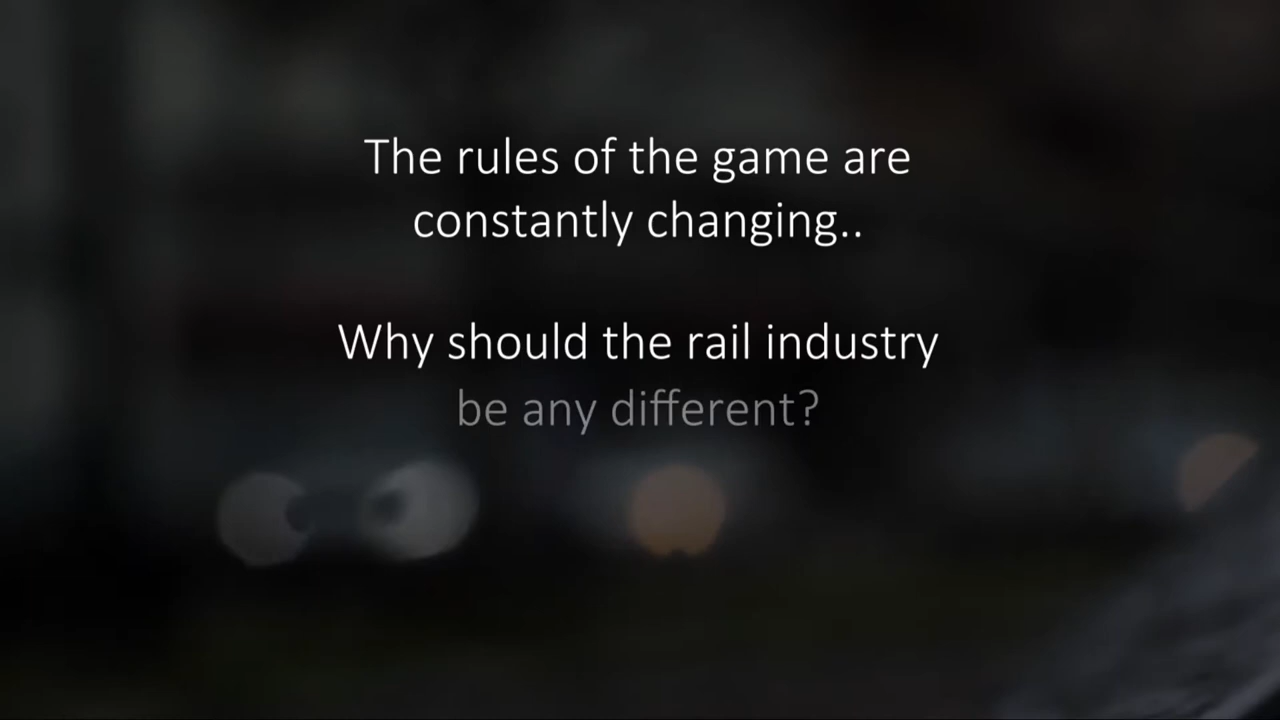 The rules of the game are
constantly changing..
Why should the rail industry
be any different?